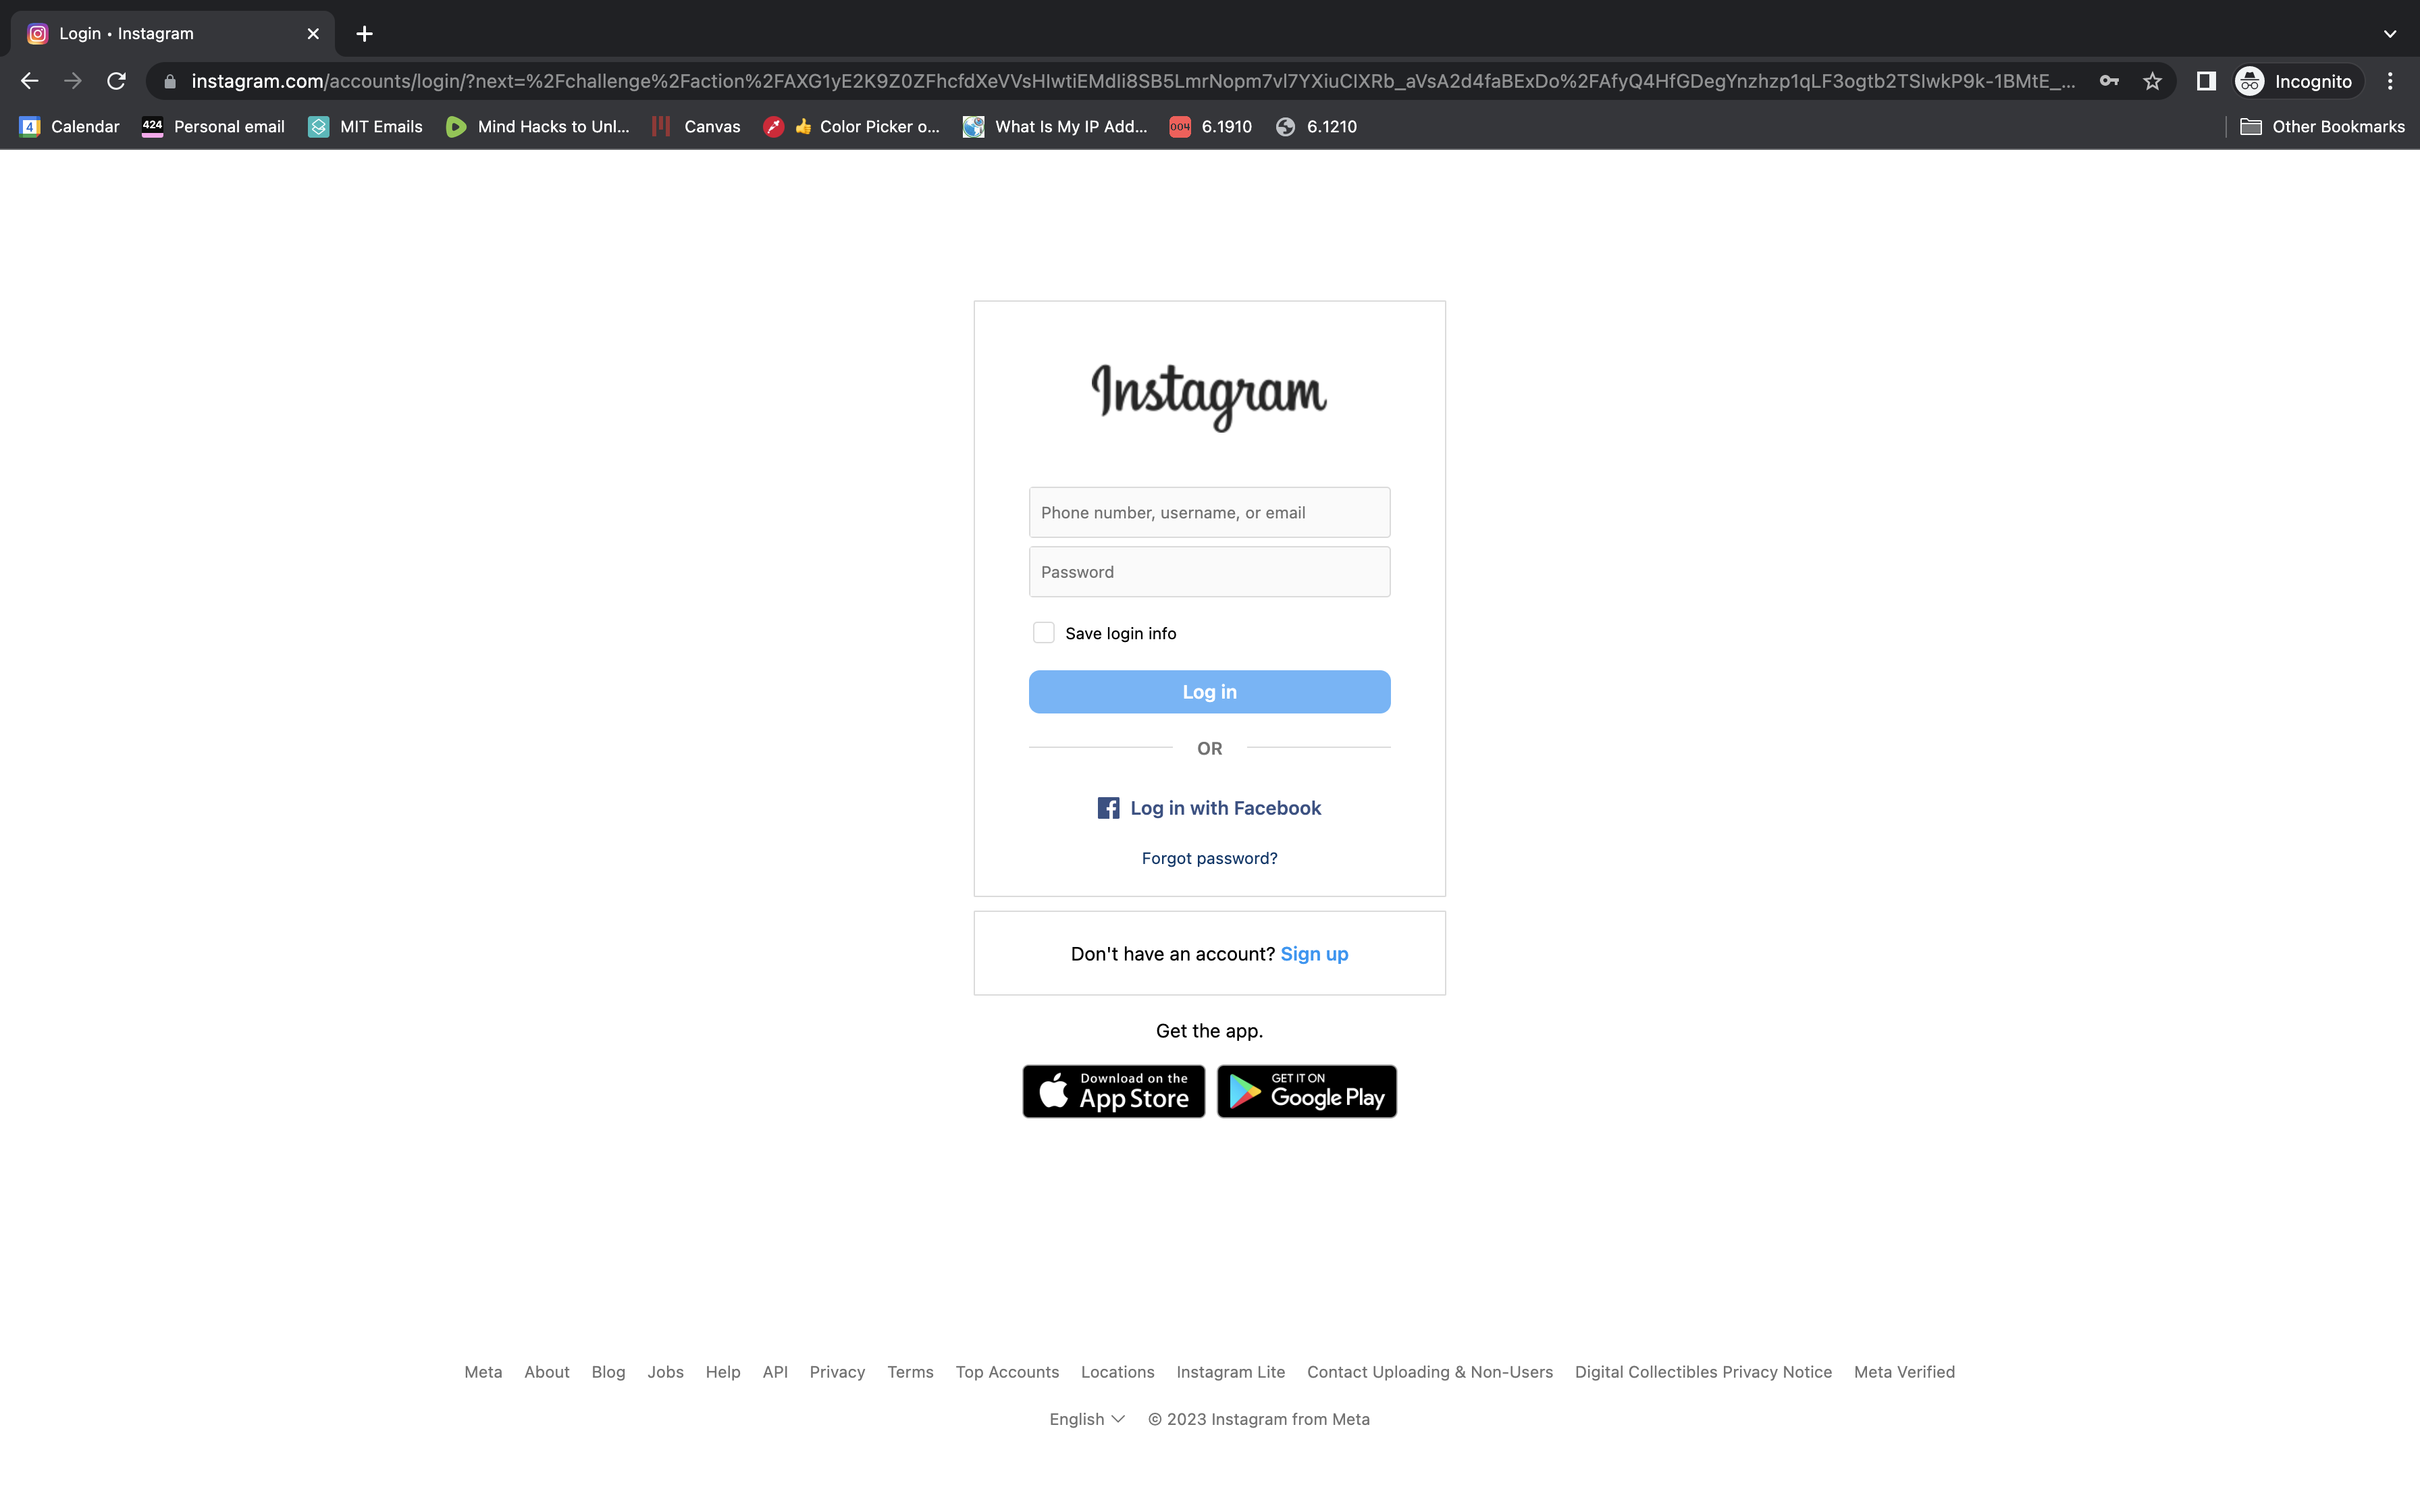 Login • Instagram
instagram.com/accounts/login/?next=%2Fchallenge%2Faction%2FAXG1yE2K9Z0ZFhcfdXeVVsHIwtiEMdli8SB5LmrNopm7vl7YXiuCIXRb_aVsA2d4faBExDo%2FAfyQ4HfGDegYnzhzp1qLF3ogtb2TSIwkP9k-1BMtE_...
Incognito
4 Calendar 424 Personal email MIT Emails Mind Hacks to Unl... Canvas 👍 Color Picker o... What Is My IP Add... 004 6.1910 6.1210 Other Bookmarks
Instagram
Phone number, username, or email
Password
Save login info
Log in
OR
Log in with Facebook
Forgot password?
Don't have an account? Sign up
Get the app.
Download on the App Store
GET IT ON Google Play
Meta About Blog Jobs Help API Privacy Terms Top Accounts Locations Instagram Lite Contact Uploading & Non-Users Digital Collectibles Privacy Notice Meta Verified
English © 2023 Instagram from Meta